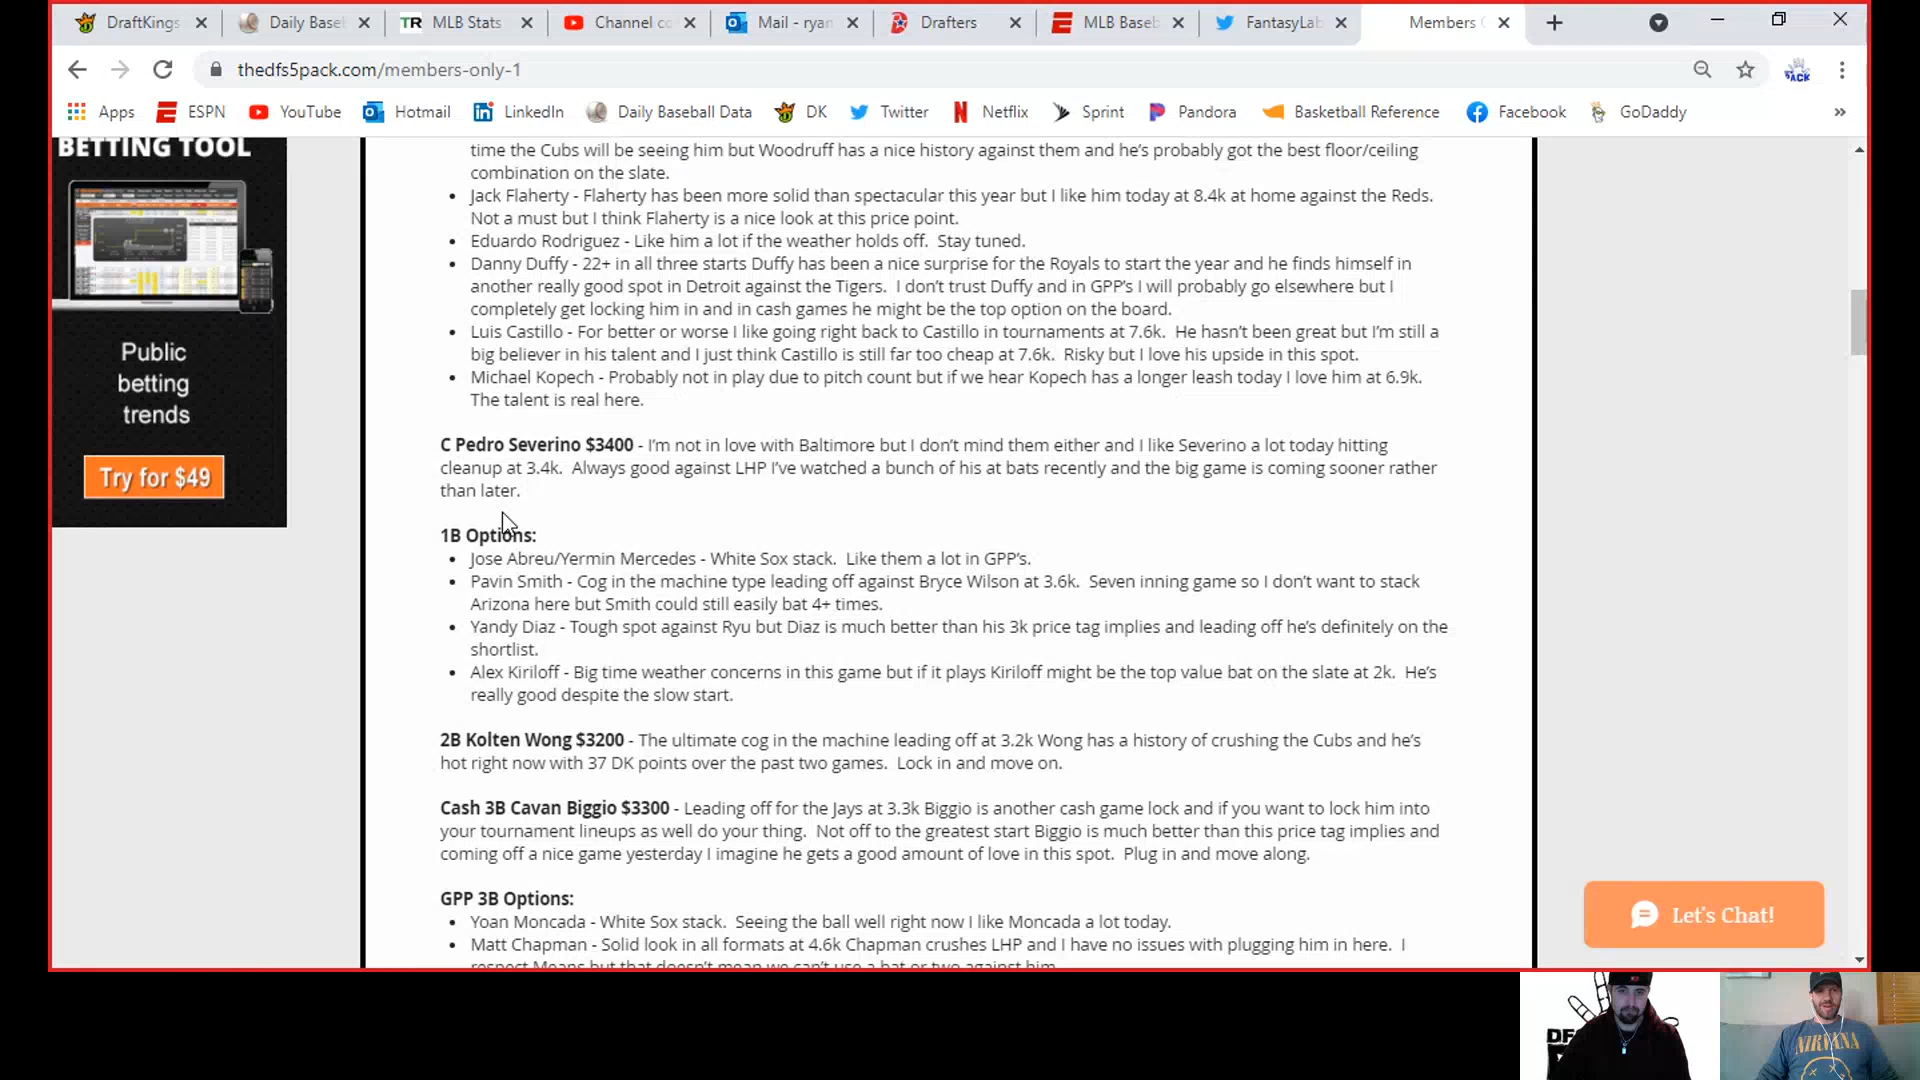 DraftKings
Daily Base
TR MLB Stats
Channel co
Mail - ryan
Drafters
MLB Baseb
FantasyLab
Members
thedfs5pack.com/members-only-1
Apps
ESPN
YouTube
Hotmail
LinkedIn
Daily Baseball Data
DK
Twitter
Netflix
Sprint
Pandora
Basketball Reference
Facebook
GoDaddy
BETTING TOOL
Public
betting
trends
Try for $49
time the Cubs will be seeing him but Woodruff has a nice history against them and he's probably got the best floor/ceiling
combination on the slate.
Jack Flaherty - Flaherty has been more solid than spectacular this year but I like him today at 8.4k at home against the Reds.
Not a must but I think Flaherty is a nice look at this price point.
Eduardo Rodriguez - Like him a lot if the weather holds off. Stay tuned.
Danny Duffy - 22+ in all three starts Duffy has been a nice surprise for the Royals to start the year and he finds himself in
another really good spot in Detroit against the Tigers. I don't trust Duffy and in GPP's I will probably go elsewhere but I
completely get locking him in and in cash games he might be the top option on the board.
Luis Castillo - For better or worse I like going right back to Castillo in tournaments at 7.6k. He hasn't been great but I'm still a
big believer in his talent and I just think Castillo is still far too cheap at 7.6k. Risky but I love his upside in this spot.
Michael Kopech - Probably not in play due to pitch count but if we hear Kopech has a longer leash today I love him at 6.9k.
The talent is real here.
C Pedro Severino $3400 - I'm not in love with Baltimore but I don't mind them either and I like Severino a lot today hitting
cleanup at 3.4k. Always good against LHP I've watched a bunch of his at bats recently and the big game is coming sooner rather
than later.
1B Options:
Jose Abreu/Yermin Mercedes - White Sox stack. Like them a lot in GPP's.
Pavin Smith - Cog in the machine type leading off against Bryce Wilson at 3.6k. Seven inning game so I don't want to stack
Arizona here but Smith could still easily bat 4+ times.
Yandy Diaz - Tough spot against Ryu but Diaz is much better than his 3k price tag implies and leading off he's definitely on the
shortlist.
Alex Kiriloff - Big time weather concerns in this game but if it plays Kiriloff might be the top value bat on the slate at 2k. He's
really good despite the slow start.
2B Kolten Wong $3200 - The ultimate cog in the machine leading off at 3.2k Wong has a history of crushing the Cubs and he's
hot right now with 37 DK points over the past two games. Lock in and move on.
Cash 3B Cavan Biggio $3300 - Leading off for the Jays at 3.3k Biggio is another cash game lock and if you want to lock him into
your tournament lineups as well do your thing. Not off to the greatest start Biggio is much better than this price tag implies and
coming off a nice game yesterday I imagine he gets a good amount of love in this spot. Plug in and move along.
GPP 3B Options:
Yoan Moncada - White Sox stack. Seeing the ball well right now I like Moncada a lot today.
Matt Chapman - Solid look in all formats at 4.6k Chapman crushes LHP and I have no issues with plugging him in here. I
respect Means but that doesn't mean we can't use a bat or two against him
Let's Chat!
NIRVANA